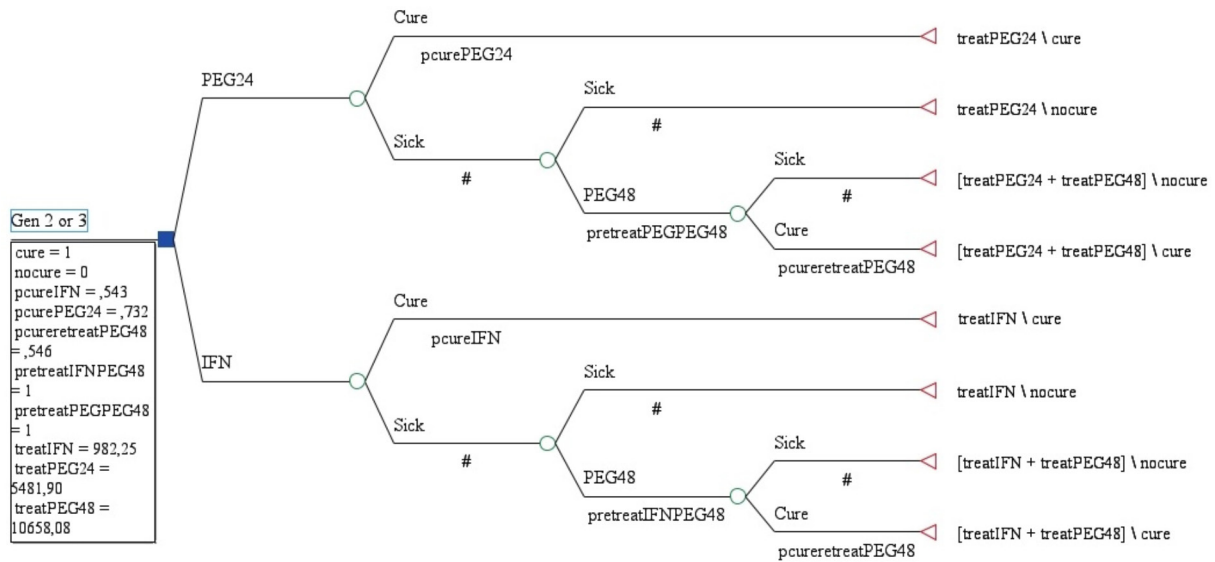 Cure
pcurePEG24
treatPEG24 \ cure
PEG24
Sick
#
treatPEG24 \ nocure
Sick
#
Sick
#
[treatPEG24 + treatPEG48] \ nocure
PEG48
pretreatPEGPEG48
Cure
pcureretreatPEG48
[treatPEG24 + treatPEG48] \ cure
Gen 2 or 3
cure = 1
nocure = 0
pcureIFN = ,543
pcurePEG24 = ,732
pcureretreatPEG48
= ,546
pretreatIFNPEG48
= 1
pretreatPEGPEG48
= 1
treatIFN = 982,25
treatPEG24 =
5481,90
treatPEG48 =
10658,08
Cure
pcureIFN
treatIFN \ cure
IFN
Sick
#
treatIFN \ nocure
Sick
#
Sick
#
[treatIFN + treatPEG48] \ nocure
PEG48
pretreatIFNPEG48
Cure
pcureretreatPEG48
[treatIFN + treatPEG48] \ cure